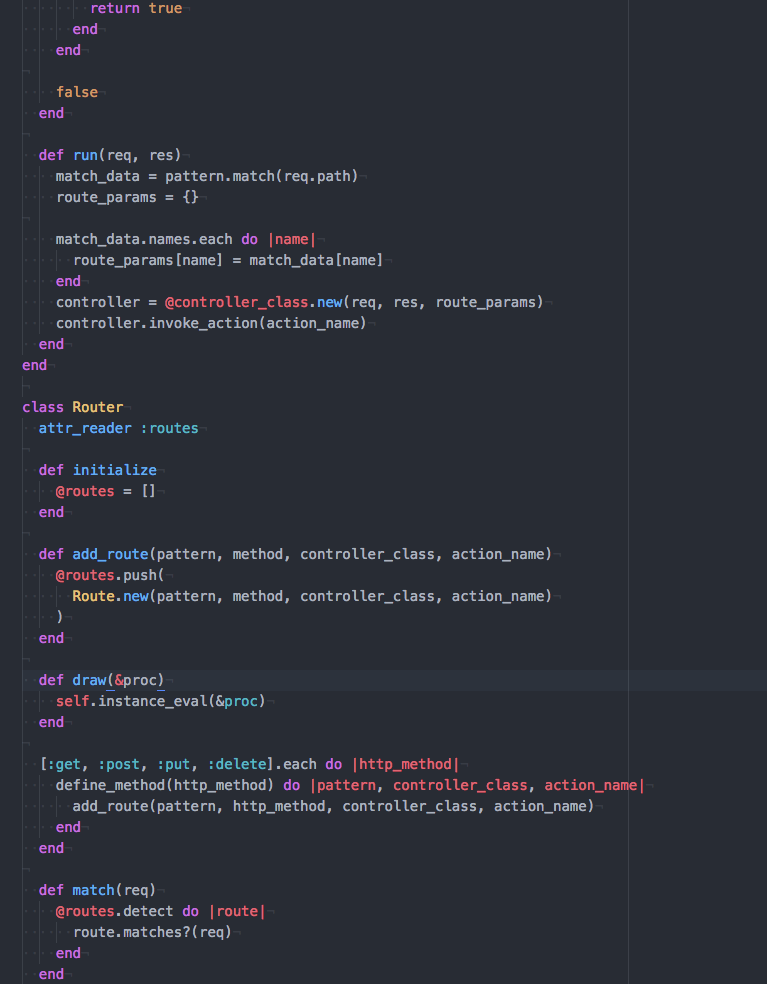 return true
      end
    end

    false
  end

  def run(req, res)
    match_data = pattern.match(req.path)
    route_params = {}

    match_data.names.each do |name|
      route_params[name] = match_data[name]
    end
    controller = @controller_class.new(req, res, route_params)
    controller.invoke_action(action_name)
  end
end

class Router
  attr_reader :routes

  def initialize
    @routes = []
  end

  def add_route(pattern, method, controller_class, action_name)
    @routes.push(
      Route.new(pattern, method, controller_class, action_name)
    )
  end

  def draw(&proc)
    self.instance_eval(&proc)
  end

  [:get, :post, :put, :delete].each do |http_method|
    define_method(http_method) do |pattern, controller_class, action_name|
      add_route(pattern, http_method, controller_class, action_name)
    end
  end

  def match(req)
    @routes.detect do |route|
      route.matches?(req)
    end
  end